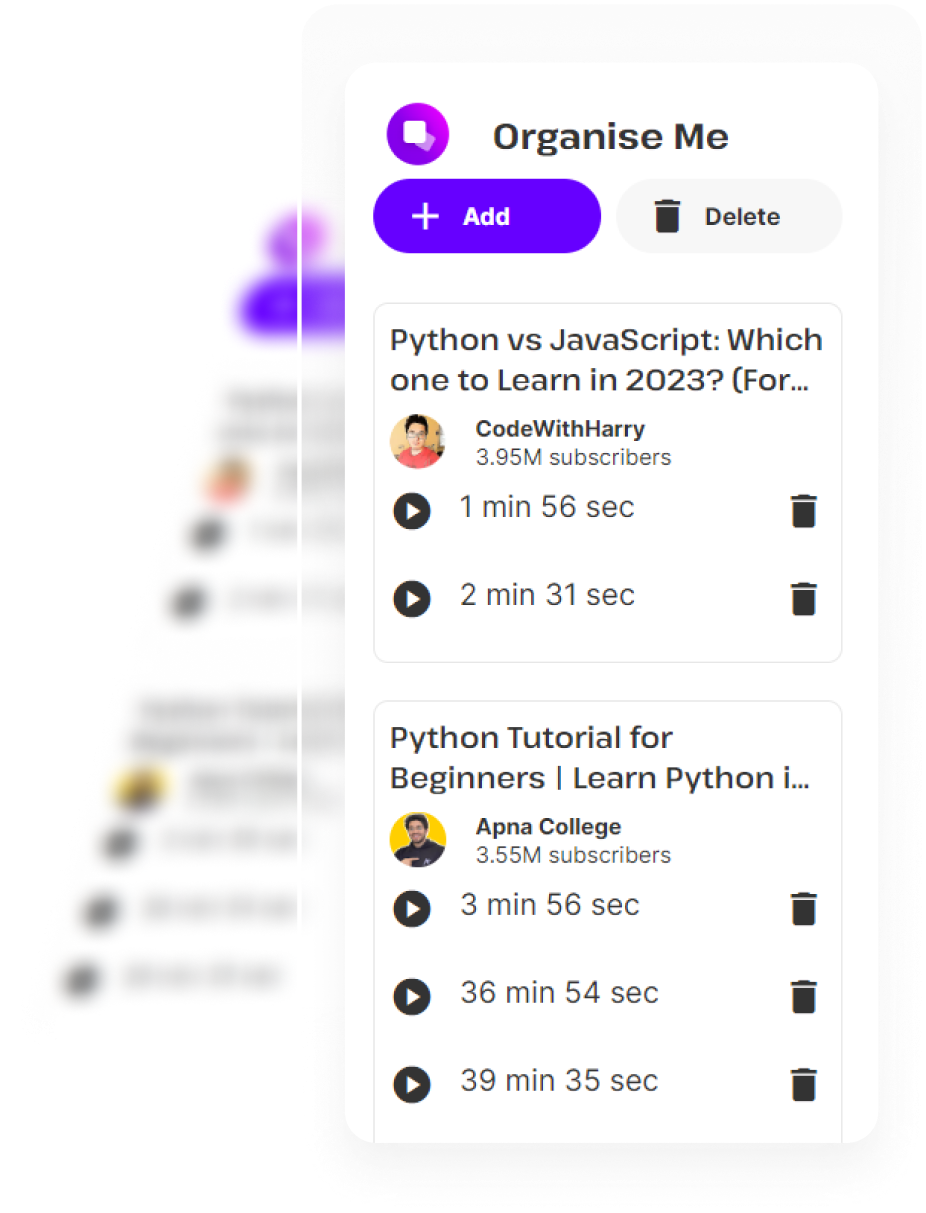 Organise Me
Add
Delete
Python vs JavaScript: Which
one to Learn in 2023? (For...
CodeWithHarry
3.95M subscribers
1 min 56 sec
2 min 31 sec
Python Tutorial for
Beginners | Learn Python i...
Apna College
3.55M subscribers
3 min 56 sec
36 min 54 sec
39 min 35 sec